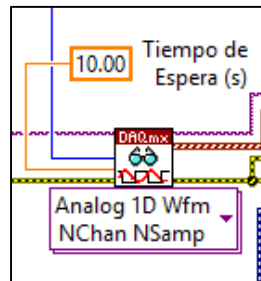 10.00
Tiempo de
Espera (s)
DAQmx
Analog 1D Wfm
NChan NSamp